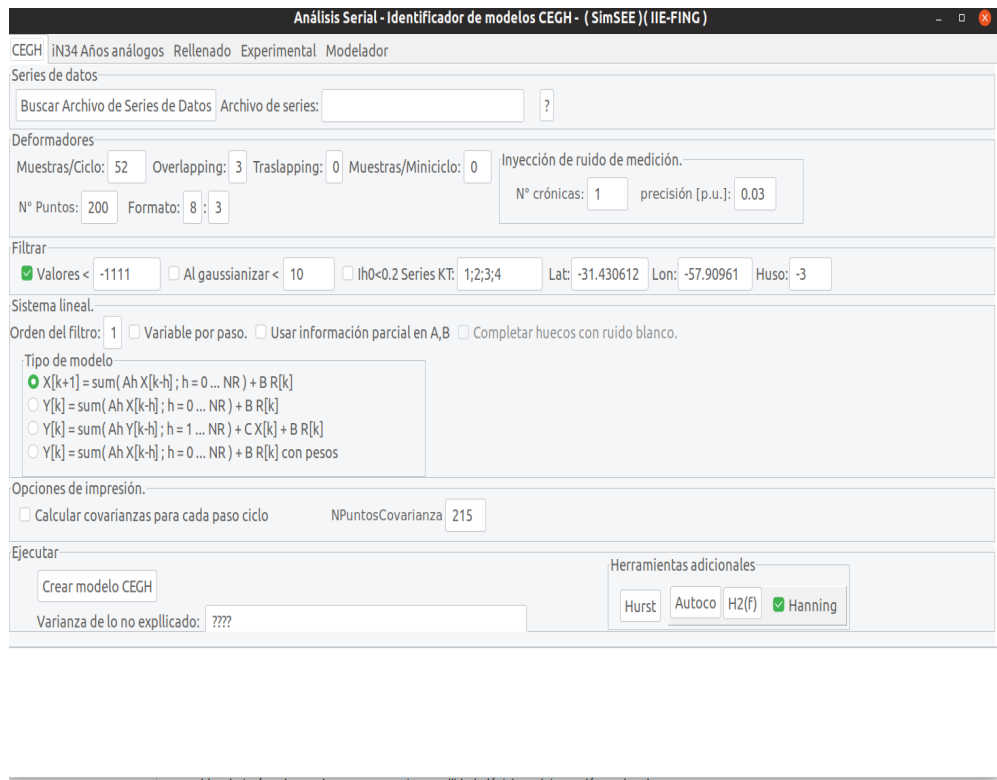 Análisis Serial - Identificador de modelos CEGH - ( SimSEE )( IIE-FING )
CEGH iN34 Años análogos Rellenado Experimental Modelador
Series de datos
Buscar Archivo de Series de Datos Archivo de series: ?
Deformadores
Muestras/Ciclo: 52 Overlapping: 3 Traslapping: 0 Muestras/Miniciclo: 0
Inyección de ruido de medición.
N° crónicas: 1 precisión [p.u.]: 0.03
N° Puntos: 200 Formato: 8 : 3
Filtrar
Valores < -1111 Al gaussianizar < 10 Ih0<0.2 Series KT: 1;2;3;4 Lat: -31.430612 Lon: -57.90961 Huso: -3
Sistema lineal.
Orden del filtro: 1 Variable por paso. Usar información parcial en A,B Completar huecos con ruido blanco.
Tipo de modelo
X[k+1] = sum( Ah X[k-h] ; h = 0 ... NR ) + B R[k]
Y[k] = sum( Ah X[k-h] ; h = 0 ... NR ) + B R[k]
Y[k] = sum( Ah Y[k-h] ; h = 1 ... NR ) + C X[k] + B R[k]
Y[k] = sum( Ah X[k-h] ; h = 0 ... NR ) + B R[k] con pesos
Opciones de impresión.
Calcular covarianzas para cada paso ciclo NPuntosCovarianza 215
Ejecutar
Crear modelo CEGH
Varianza de lo no expllicado: ????
Herramientas adicionales
Hurst Autoco H2(f) Hanning